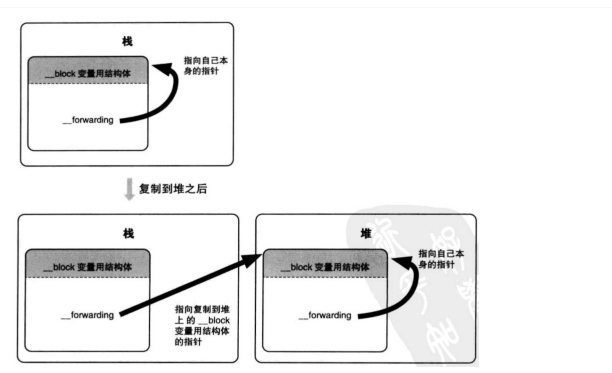 栈
__block 变量用结构体
指向自己本
身的指针
__forwarding
复制到堆之后
栈
__block 变量用结构体
__forwarding
指向复制到堆
上 的 __block
变量用结构体
的指针
堆
__block 变量用结构体
指向自己本
身的指针
__forwarding